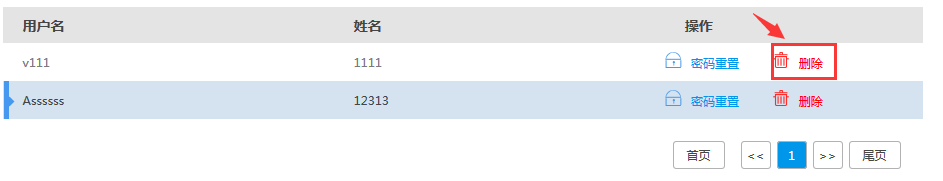 用户名 姓名 操作
v111 1111 密码重置 删除
Assssss 12313 密码重置 删除
首页 << 1 >> 尾页